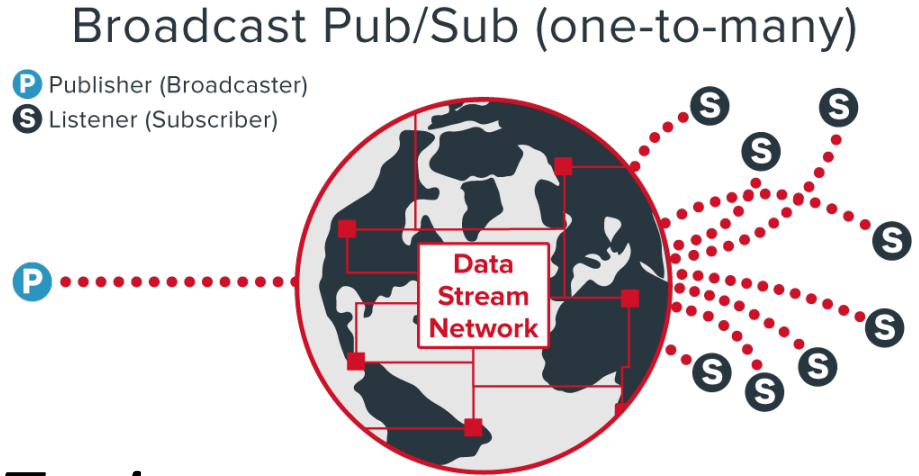 Broadcast Pub/Sub (one-to-many)
P Publisher (Broadcaster)
S Listener (Subscriber)
S
S
S
S
P
Data
Stream
Network
S
S
S
S